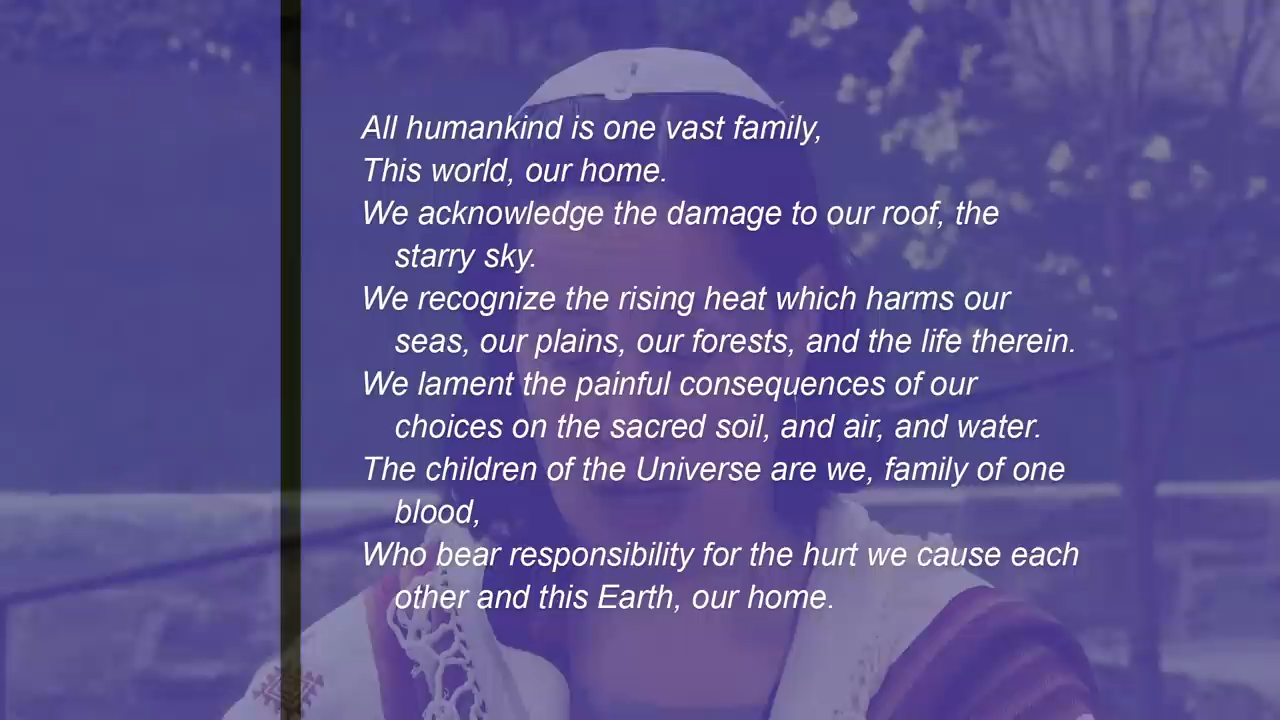 All humankind is one vast family,
This world, our home.
We acknowledge the damage to our roof, the
starry sky.
We recognize the rising heat which harms our
seas, our plains, our forests, and the life therein.
We lament the painful consequences of our
choices on the sacred soil, and air, and water.
The children of the Universe are we, family of one
blood,
Who bear responsibility for the hurt we cause each
other and this Earth, our home.